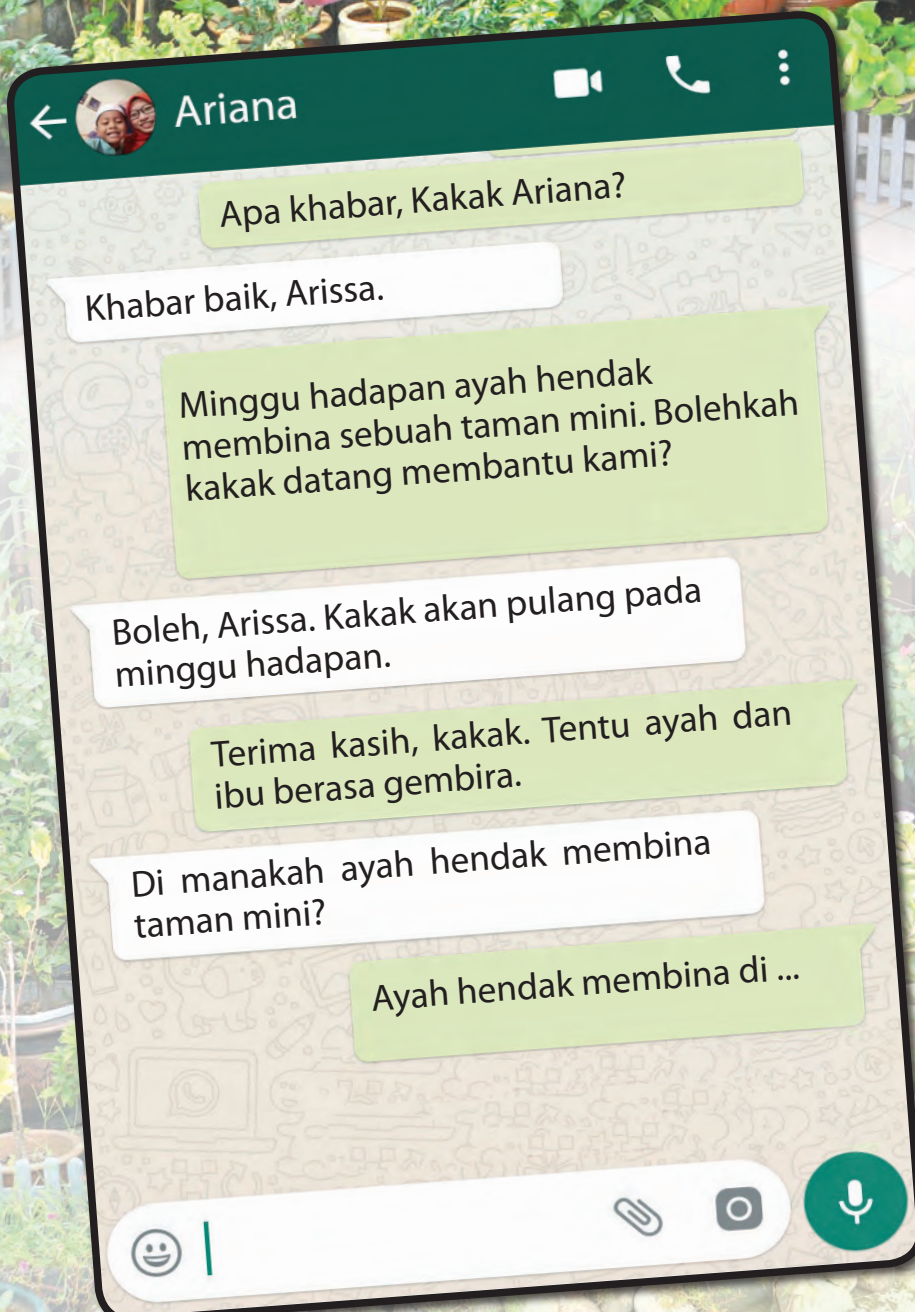 Ariana
Apa khabar, Kakak Ariana?
Khabar baik, Arissa.
Minggu hadapan ayah hendak
membina sebuah taman mini. Bolehkah
kakak datang membantu kami?
Boleh, Arissa. Kakak akan pulang pada
minggu hadapan.
Terima kasih, kakak. Tentu ayah dan
ibu berasa gembira.
Di manakah ayah hendak membina
taman mini?
Ayah hendak membina di ...